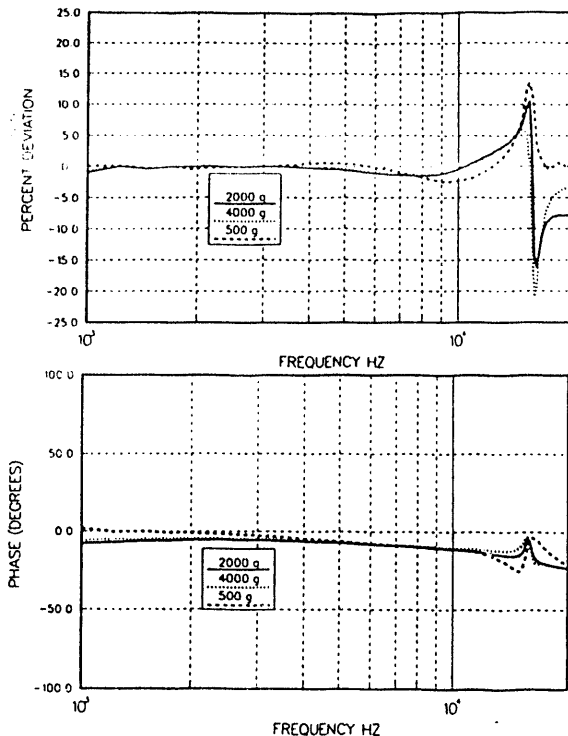 25.0
20.0
15.0
10.0
5.0
0
-5.0
-10.0
-15.0
-20.0
-25.0
PERCENT DEVIATION
2000 g
4000 g
500 g
10³
10⁴
FREQUENCY HZ
100.0
50.0
0.0
-50.0
-100.0
PHASE (DEGREES)
2000 g
4000 g
500 g
10³
10⁴
FREQUENCY HZ